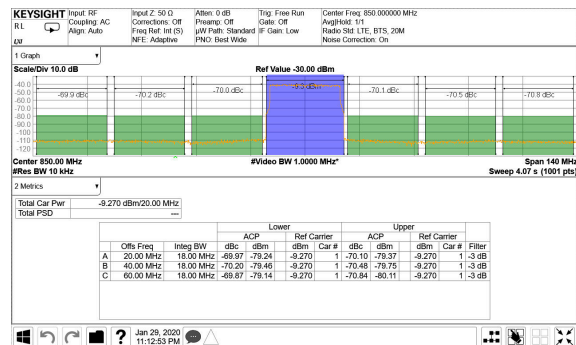 KEYSIGHT Input: RF Input Z: 50 Ω Atten: 0 dB Trig: Free Run Center Freq: 850.000000 MHz
RL Coupling: AC Corrections: Off Preamp: Off Gate: Off Avg|Hold: 1/1
Align: Auto Freq Ref: Int (S) µW Path: Standard IF Gain: Low Radio Std: LTE, BTS, 20M
LXI NFE: Adaptive PNO: Best Wide Noise Correction: On
1 Graph
Scale/Div 10.0 dB Ref Value -30.00 dBm
-40.0
-50.0
-60.0
-70.0
-80.0
-90.0
-100
-110
-120
-69.9 dBc -70.2 dBc -70.0 dBc -9.3 dBm -70.1 dBc -70.5 dBc -70.8 dBc
Center 850.00 MHz #Video BW 1.0000 MHz* Span 140 MHz
#Res BW 10 kHz Sweep 4.07 s (1001 pts)
2 Metrics
Total Car Pwr -9.270 dBm/20.00 MHz
Total PSD ---
Lower Upper
ACP Ref Carrier ACP Ref Carrier
Offs Freq Integ BW dBc dBm dBm Car # dBc dBm dBm Car # Filter
A 20.00 MHz 18.00 MHz -69.97 -79.24 -9.270 1 -70.10 -79.37 -9.270 1 -3 dB
B 40.00 MHz 18.00 MHz -70.20 -79.46 -9.270 1 -70.48 -79.75 -9.270 1 -3 dB
C 60.00 MHz 18.00 MHz -69.87 -79.14 -9.270 1 -70.84 -80.11 -9.270 1 -3 dB
? Jan 29, 2020
11:12:53 PM